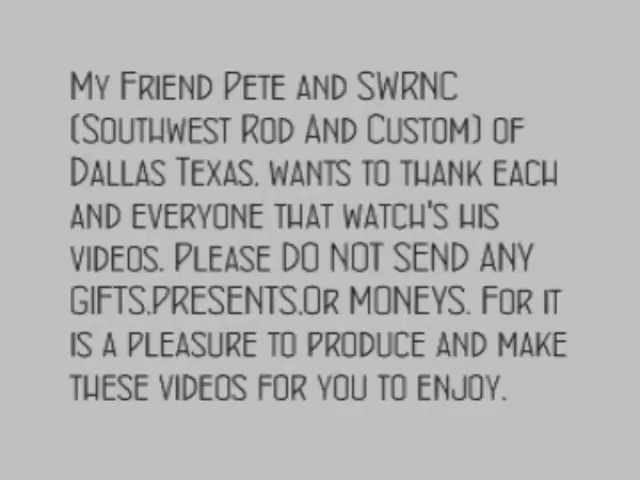 My Friend Pete and SWRNC
(Southwest Rod And Custom) of
Dallas Texas. wants to thank each
and everyone that watch's his
videos. Please DO NOT SEND ANY
GIFTS.PRESENTS.Or MONEYS. For it
is a pleasure to produce and make
these videos for you to enjoy.